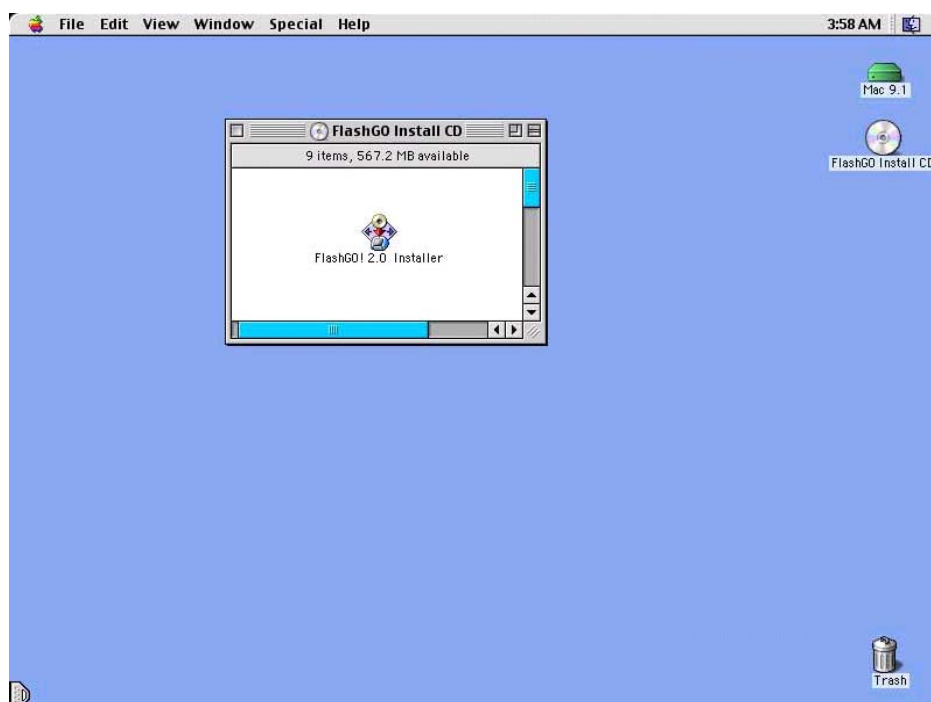 File Edit View Window Special Help 3:58 AM
Mac 9.1
FlashGO Install CD
9 items, 567.2 MB available
FlashGO Install CD
FlashGO! 2.0 Installer
Trash